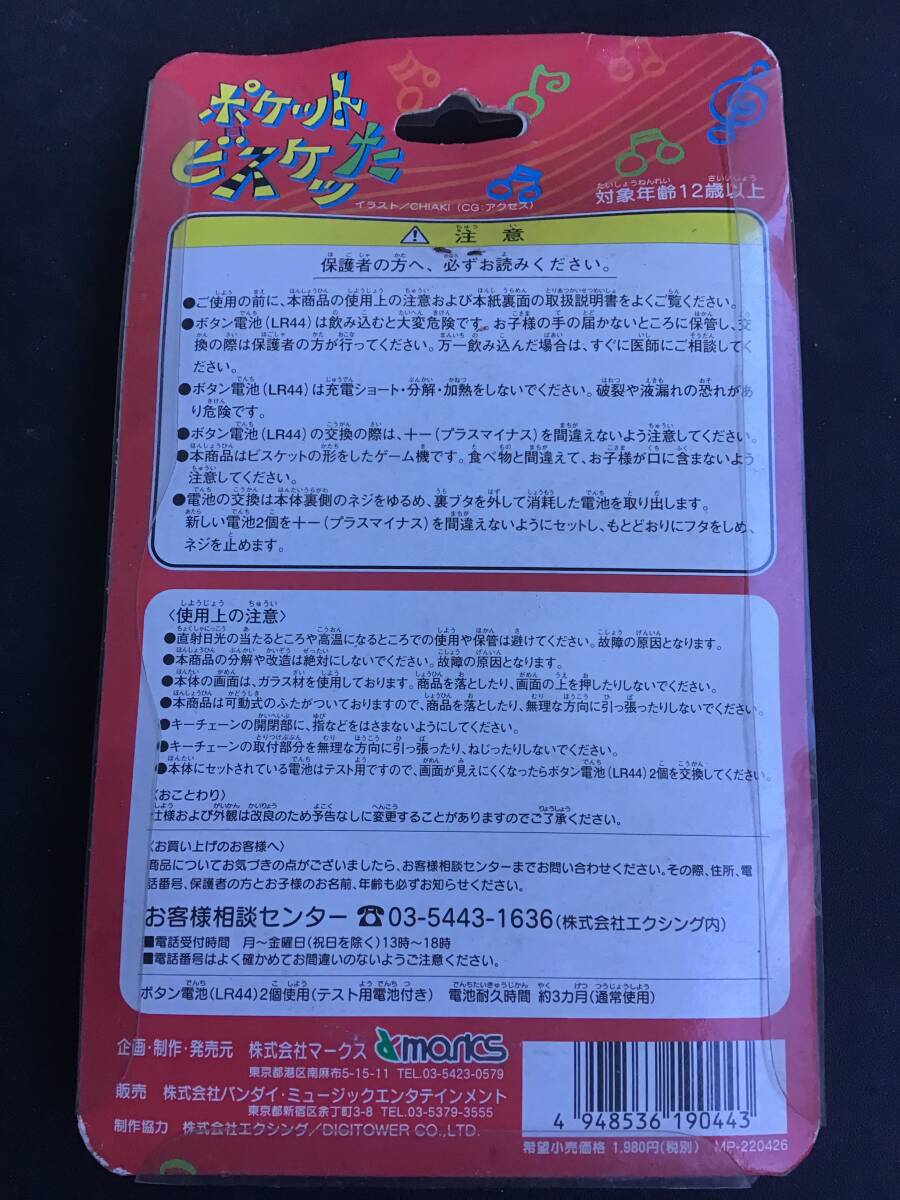 ポケット
ビスケッた
イラスト/CHIAKI (CG:アクセス)
たいしょうねんれい さいいじょう
対象年齢12歳以上
⚠ 注意
保護者の方へ、必ずお読みください。
●ご使用の前に、本商品の使用上の注意および本紙裏面の取扱説明書をよくご覧ください。
●ボタン電池(LR44)は飲み込むと大変危険です。お子様の手の届かないところに保管し、交
換の際は保護者の方が行ってください。万一飲み込んだ場合は、すぐに医師にご相談してく
ださい。
●ボタン電池(LR44)は充電ショート・分解・加熱をしないでください。破裂や液漏れの恐れがあ
り危険です。
●ボタン電池(LR44)の交換の際は、+-(プラスマイナス)を間違えないよう注意してください。
●本商品はビスケットの形をしたゲーム機です。食べ物と間違えて、お子様が口に含まないよう
注意してください。
●電池の交換は本体裏側のネジをゆるめ、裏ブタを外して消耗した電池を取り出します。
新しい電池2個を+-(プラスマイナス)を間違えないようにセットし、もとどおりにフタをしめ、
ネジを止めます。
〈使用上の注意〉
●直射日光の当たるところや高温になるところでの使用や保管は避けてください。故障の原因となります。
●本商品の分解や改造は絶対にしないでください。故障の原因となります。
●本体の画面は、ガラス材を使用しております。商品を落としたり、画面の上を押したりしないでください。
●本商品は可動式のふたがついておりますので、商品を落としたり、無理な方向に引っ張ったりしないでください。
●キーチェーンの開閉部に、指などをはさまないようにしてください。
●キーチェーンの取付部分を無理な方向に引っ張ったり、ねじりしないでください。
●本体にセットされている電池はテスト用ですので、画面が見えにくくなったらボタン電池(LR44)2個を交換してください。
〈おことわり〉
仕様および外観は改良のため予告なしに変更することがありますのでご了承ください。
〈お買い上げのお客様へ〉
商品についてお気づきの点がございましたら、お客様相談センターまでお問い合わせください。その際、住所、電
話番号、保護者の方とお子様のお名前、年齢も必ずお知らせください。
お客様相談センター ☎03-5443-1636(株式会社エクシング内)
■電話受付時間 月~金曜日(祝日を除く)13時~18時
■電話番号はよく確かめてお間違いのないようご注意ください。
ボタン電池(LR44)2個使用(テスト用電池付き) 電池耐久時間 約3カ月(通常使用)
企画・制作・発売元 株式会社マークス marics
東京都港区南麻布5-15-11 TEL.03-5423-0579
販売 株式会社バンダイ・ミュージックエンタテインメント
東京都新宿区余丁町3-8 TEL.03-5379-3555
制作協力 株式会社エクシング/DIGITOWER CO.,LTD.
4 948536 190443
希望小売価格 1,980円(税別) MP-220426